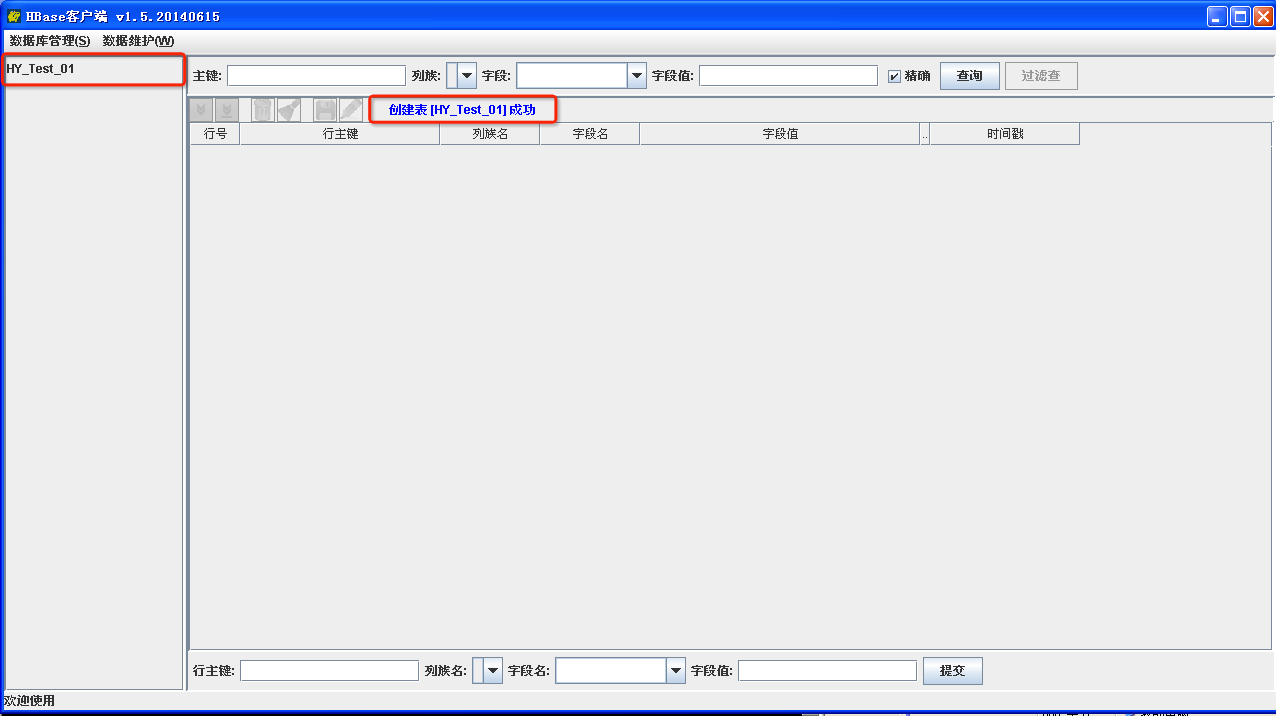 HBase客户端 v1.5.20140615
数据库管理(S) 数据维护(W)
HY_Test_01
主键: 列族: 字段: 字段值: 精确 查询 过滤查
创建表 [HY_Test_01] 成功
行号 行主键 列族名 字段名 字段值 .. 时间戳
行主键: 列族名: 字段名: 字段值: 提交
欢迎使用